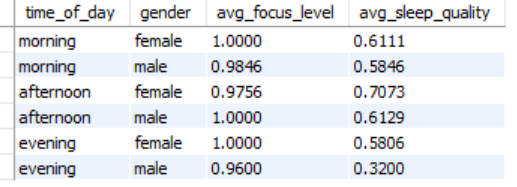 time_of_day gender avg_focus_level avg_sleep_quality
morning female 1.0000 0.6111
morning male 0.9846 0.5846
afternoon female 0.9756 0.7073
afternoon male 1.0000 0.6129
evening female 1.0000 0.5806
evening male 0.9600 0.3200